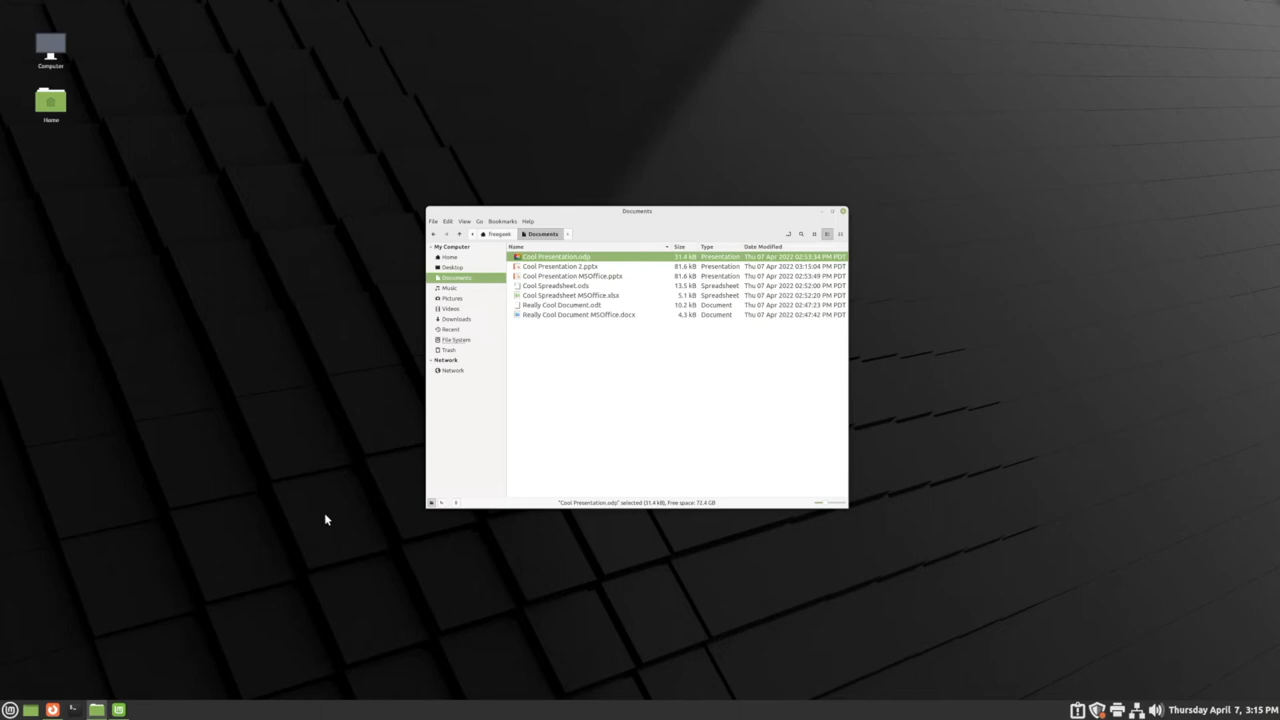 Computer
Home
Documents
File Edit View Go Bookmarks Help
freegeek Documents
My Computer
Home
Desktop
Documents
Music
Pictures
Videos
Downloads
Recent
File System
Trash
Network
Network
Name Size Type Date Modified
Cool Presentation.odp 31.4 kB Presentation Thu 07 Apr 2022 02:53:34 PM PDT
Cool Presentation 2.pptx 81.6 kB Presentation Thu 07 Apr 2022 03:15:04 PM PDT
Cool Presentation MSOffice.pptx 81.6 kB Presentation Thu 07 Apr 2022 02:53:49 PM PDT
Cool Spreadsheet.ods 13.5 kB Spreadsheet Thu 07 Apr 2022 02:52:00 PM PDT
Cool Spreadsheet MSOffice.xlsx 5.1 kB Spreadsheet Thu 07 Apr 2022 02:52:20 PM PDT
Really Cool Document.odt 10.2 kB Document Thu 07 Apr 2022 02:47:23 PM PDT
Really Cool Document MSOffice.docx 4.3 kB Document Thu 07 Apr 2022 02:47:42 PM PDT
"Cool Presentation.odp" selected (31.4 kB), Free space: 72.4 GB
Thursday April 7, 3:15 PM